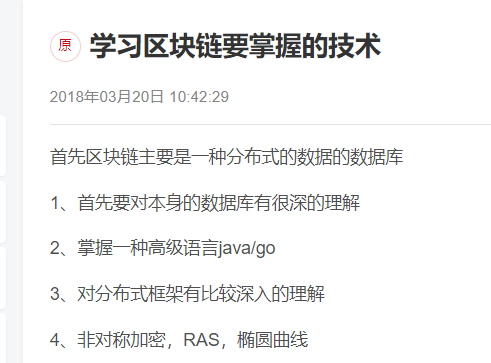 原 学习区块链要掌握的技术
2018年03月20日 10:42:29
首先区块链主要是一种分布式的数据的数据库
1、首先要对本身的数据库有很深的理解
2、掌握一种高级语言java/go
3、对分布式框架有比较深入的理解
4、非对称加密，RAS，椭圆曲线